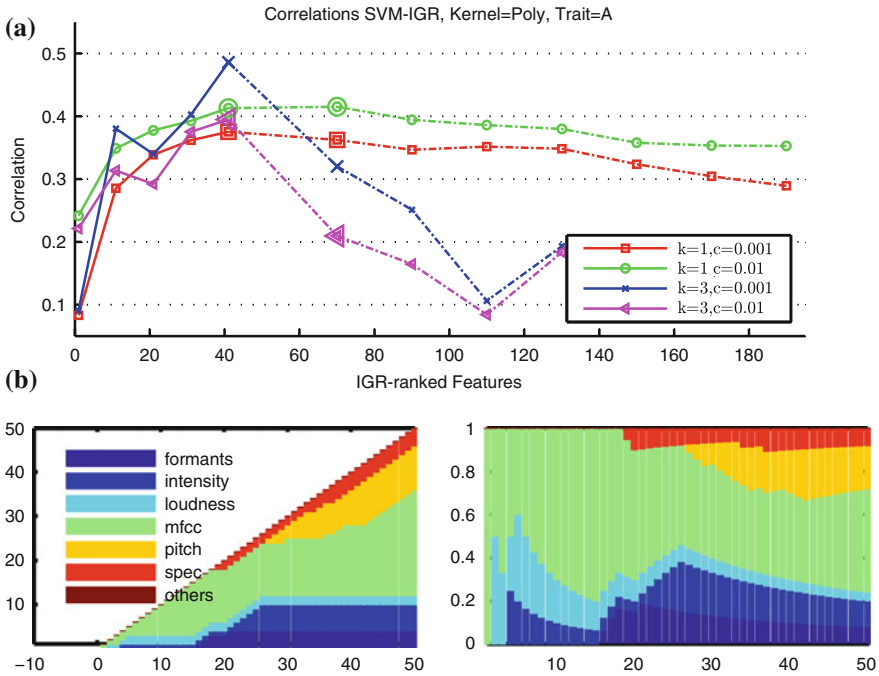 Correlations SVM-IGR, Kernel=Poly, Trait=A
(a)
0.5
0.4
0.3
0.2
0.1
Correlation
k=1,c=0.001
k=1 c=0.01
k=3,c=0.001
k=3,c=0.01
0 20 40 60 80 100 120 140 160 180
IGR-ranked Features
(b)
50
40
30
20
10
formants
intensity
loudness
mfcc
pitch
spec
others
−10 0 10 20 30 40 50
1
0.8
0.6
0.4
0.2
0
10 20 30 40 50